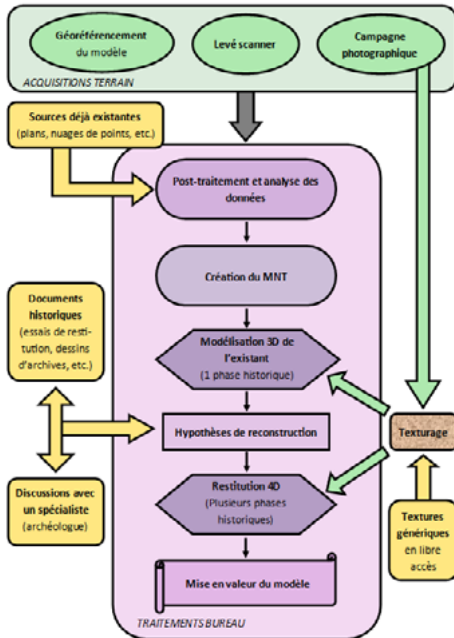 Géoréférencement
du modèle
Levé scanner
Campagne
photographique
ACQUISITIONS TERRAIN
Sources déjà existantes
(plans, nuages de points, etc.)
Post-traitement et analyse des
données
Création du MNT
Documents
historiques
(essais de resti-
tution, dessins
d'archives, etc.)
Modélisation 3D de
l'existant
(1 phase historique)
Hypothèses de reconstruction
Texturage
Discussions avec
un spécialiste
(archéologue)
Restitution 4D
(Plusieurs phases
historiques)
Textures
génériques
en libre
accès
Mise en valeur du modèle
TRAITEMENTS BUREAU